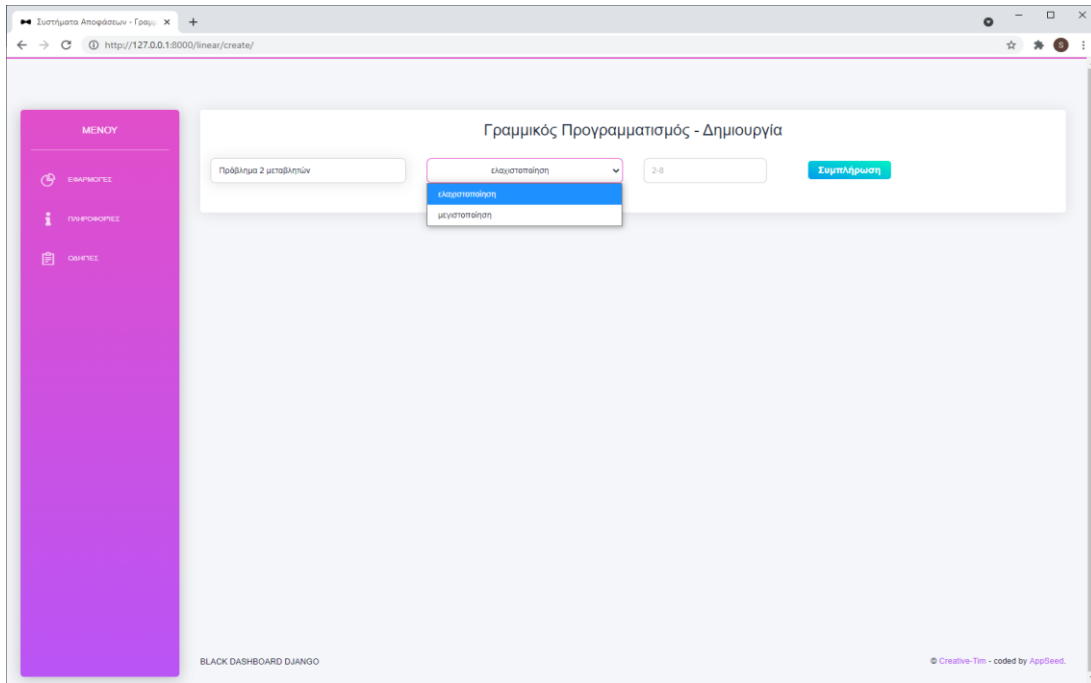 Συστήματα Αποφάσεων - Γραμμ
http://127.0.0.1:8000/linear/create/
S
ΜΕΝΟΥ
Γραμμικός Προγραμματισμός - Δημιουργία
Πρόβλημα 2 μεταβλητών
ελαχιστοποίηση
2-8
Συμπλήρωση
ελαχιστοποίηση
μεγιστοποίηση
ΕΦΑΡΜΟΓΕΣ
ΠΛΗΡΟΦΟΡΙΕΣ
ΟΔΗΓΙΕΣ
BLACK DASHBOARD DJANGO
© Creative-Tim - coded by AppSeed.